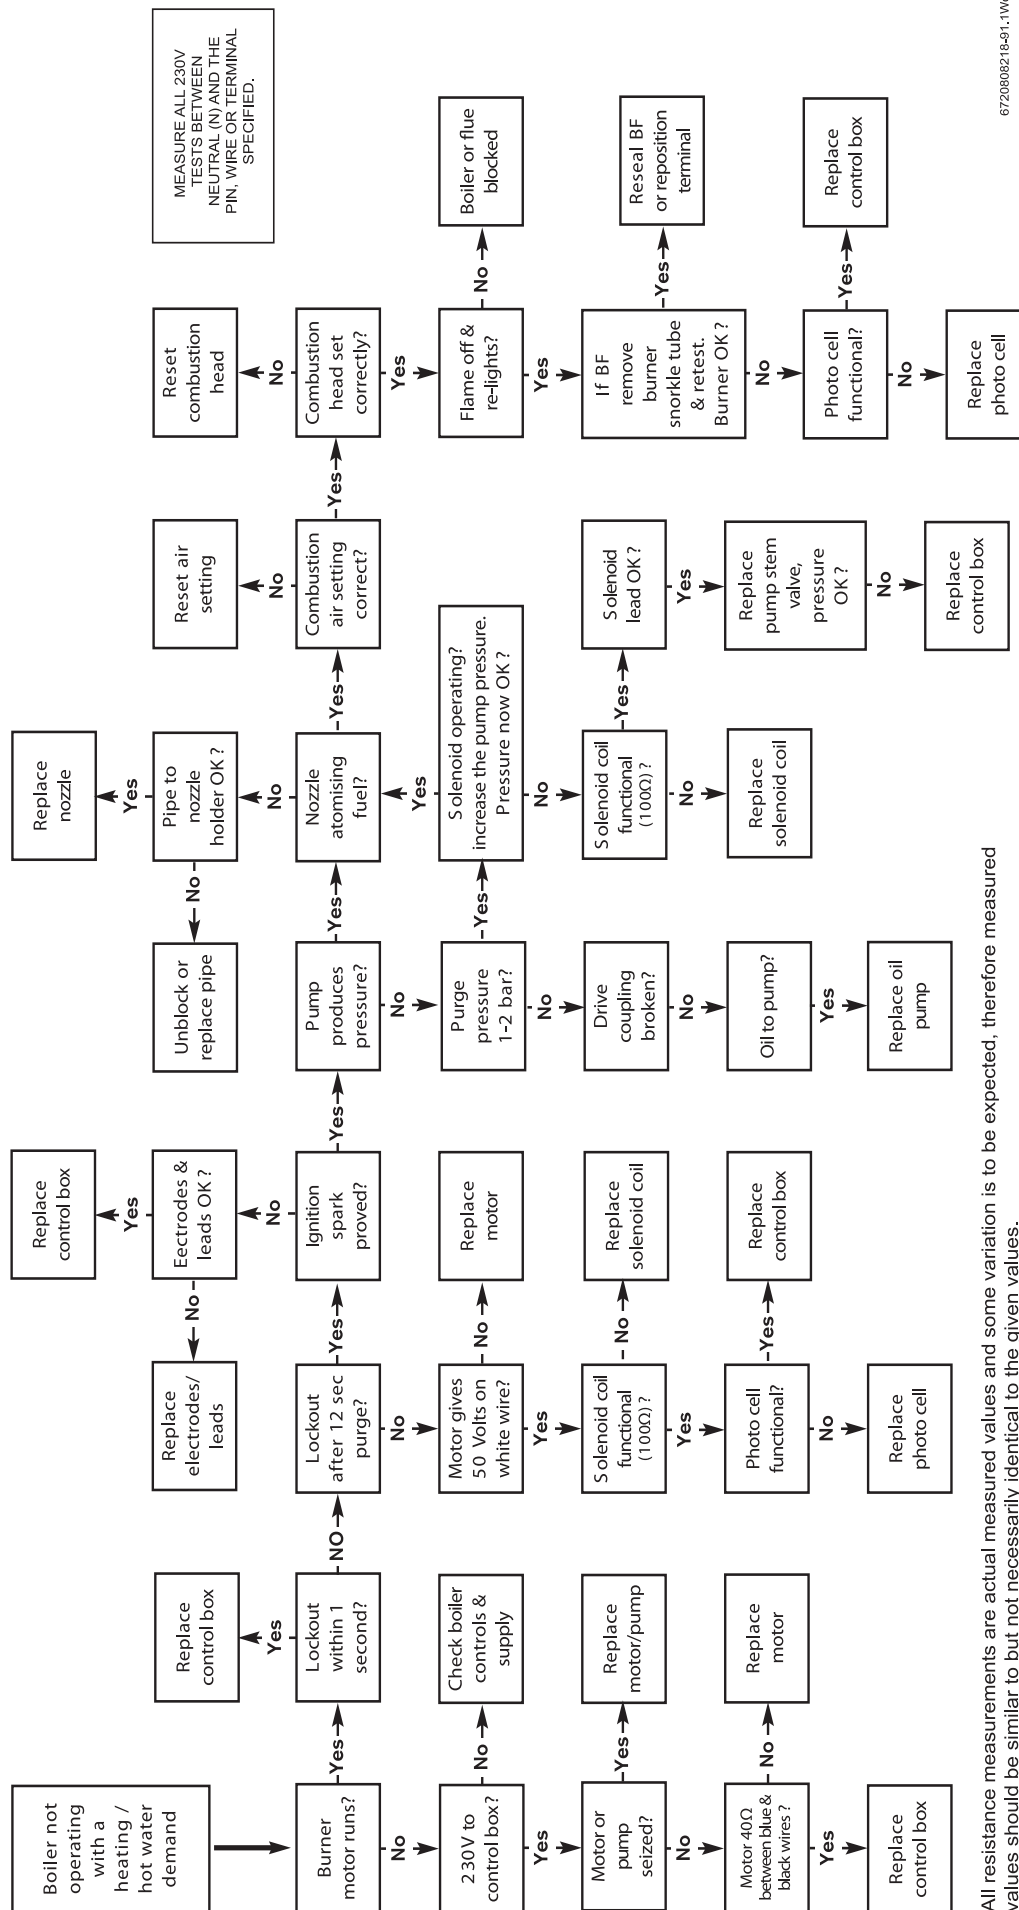 Boiler not
operating
with a
heating /
hot water
demand
Burner
motor runs?
No
230V to
control box?
Yes
Motor or
pump
seized?
No
Motor 40Ω
between blue &
black wires ?
Yes
Replace
control box
Yes
No
Yes
No
Replace
control box
Yes
Lockout
within 1
second?
Check boiler
controls &
supply
Replace
motor/pump
Replace
motor
NO
Replace
electrodes/
leads
Lockout
after 12 sec
purge?
No
Motor gives
50 Volts on
white wire?
Yes
Solenoid coil
functional
(100Ω) ?
Yes
Photo cell
functional?
No
Replace
photo cell
No
Yes
No
No
Yes
Replace
control box
Yes
Eectrodes &
leads OK ?
No
Ignition
spark
proved?
Replace
motor
Replace
solenoid coil
Replace
control box
Yes
Unblock or
replace pipe
Pump
produces
pressure?
No
Purge
pressure
1-2 bar?
No
Drive
coupling
broken?
No
Oil to pump?
Yes
Replace oil
pump
No
Yes
Yes
Replace
nozzle
Yes
Pipe to
nozzle
holder OK ?
No
Nozzle
atomising
fuel?
Yes
Solenoid operating?
increase the pump pressure.
Pressure now OK ?
No
Solenoid coil
functional
(100Ω) ?
No
Replace
solenoid coil
Yes
Yes
Reset air
setting
No
Combustion
air setting
correct?
Solenoid
lead OK ?
Yes
Replace
pump stem
valve,
pressure
OK ?
No
Replace
control box
Yes
Reset
combustion
head
No
Combustion
head set
correctly?
Yes
Flame off &
re-lights?
Yes
If BF
remove
burner
snorkle tube
& retest.
Burner OK ?
No
Photo cell
functional?
No
Replace
photo cell
No
Yes
Yes
MEASURE ALL 230V
TESTS BETWEEN
NEUTRAL (N) AND THE
PIN, WIRE OR TERMINAL
SPECIFIED.
Boiler or flue
blocked
Reseal BF
or reposition
terminal
Replace
control box
All resistance measurements are actual measured values and some variation is to be expected, therefore measured
values should be similar to but not necessarily identical to the given values.
6720808218-91.1Wo